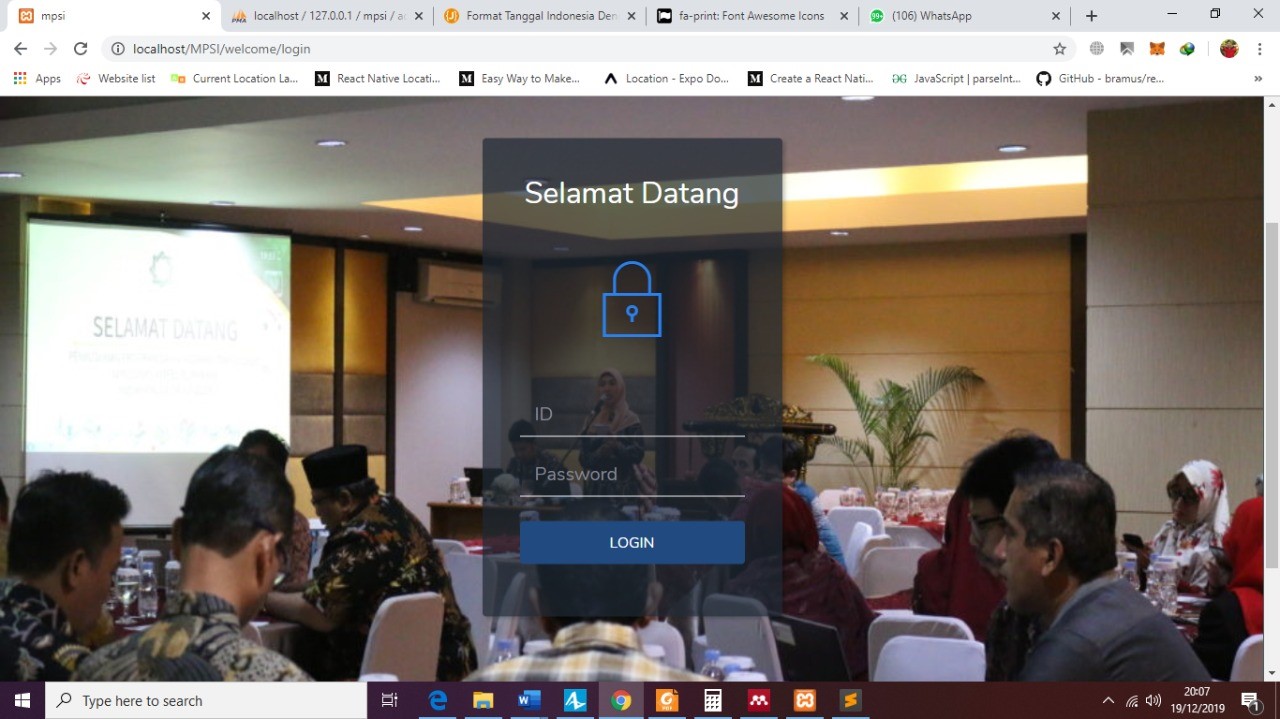 mpsi
localhost / 127.0.0.1 / mpsi / a
Format Tanggal Indonesia Den
fa-print: Font Awesome Icons
(106) WhatsApp
localhost/MPSI/welcome/login
Apps
Website list
Current Location La...
React Native Locati...
Easy Way to Make...
Location - Expo Do...
Create a React Nati...
JavaScript | parseInt...
GitHub - bramus/re...
Selamat Datang
SELAMAT DATANG
ID
Password
LOGIN
Type here to search
20:07
19/12/2019